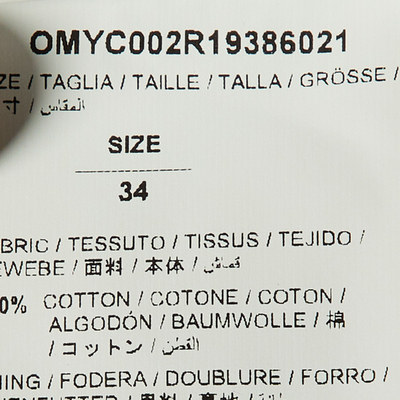 OMYC002R19386021
ZE / TAGLIA / TAILLE / TALLA / GRÖSSE /
寸 / المقاس /
SIZE
34
BRIC / TESSUTO / TISSUS / TEJIDO /
EWEBE / 面料 / 本体 / قماش /
0% COTTON / COTONE / COTON /
ALGODÓN / BAUMWOLLE / 棉
/ コットン / القطن /
NING / FODERA / DOUBLURE / FORRO /